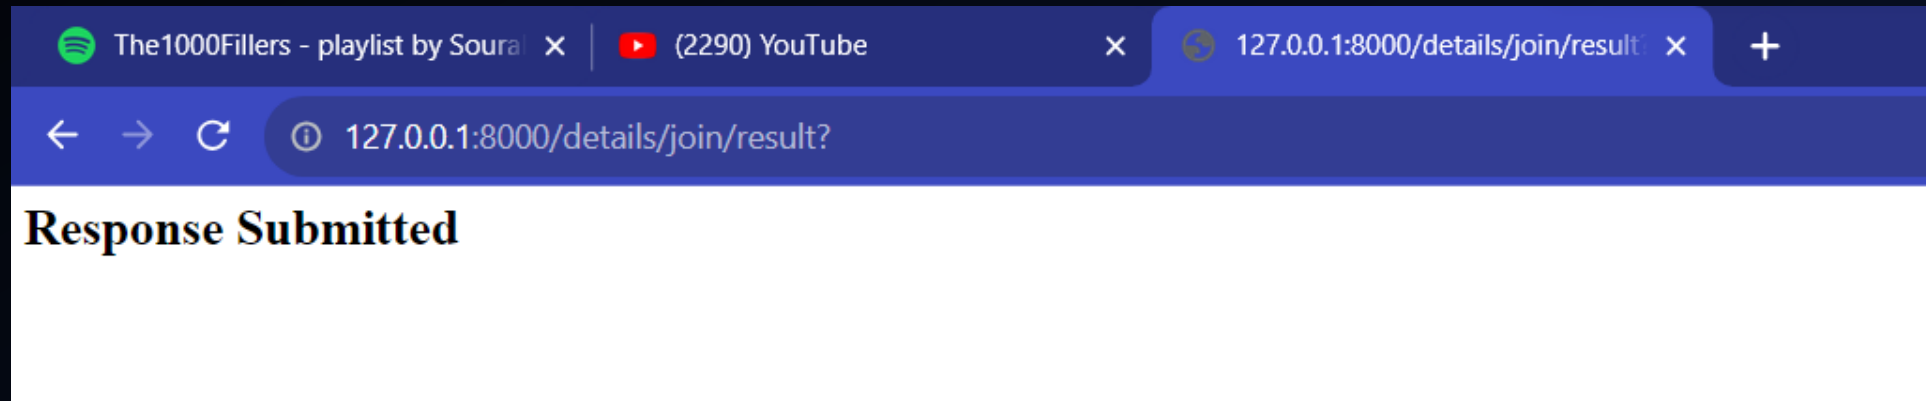 The1000Fillers - playlist by Soura
(2290) YouTube
127.0.0.1:8000/details/join/result?
127.0.0.1:8000/details/join/result?
Response Submitted